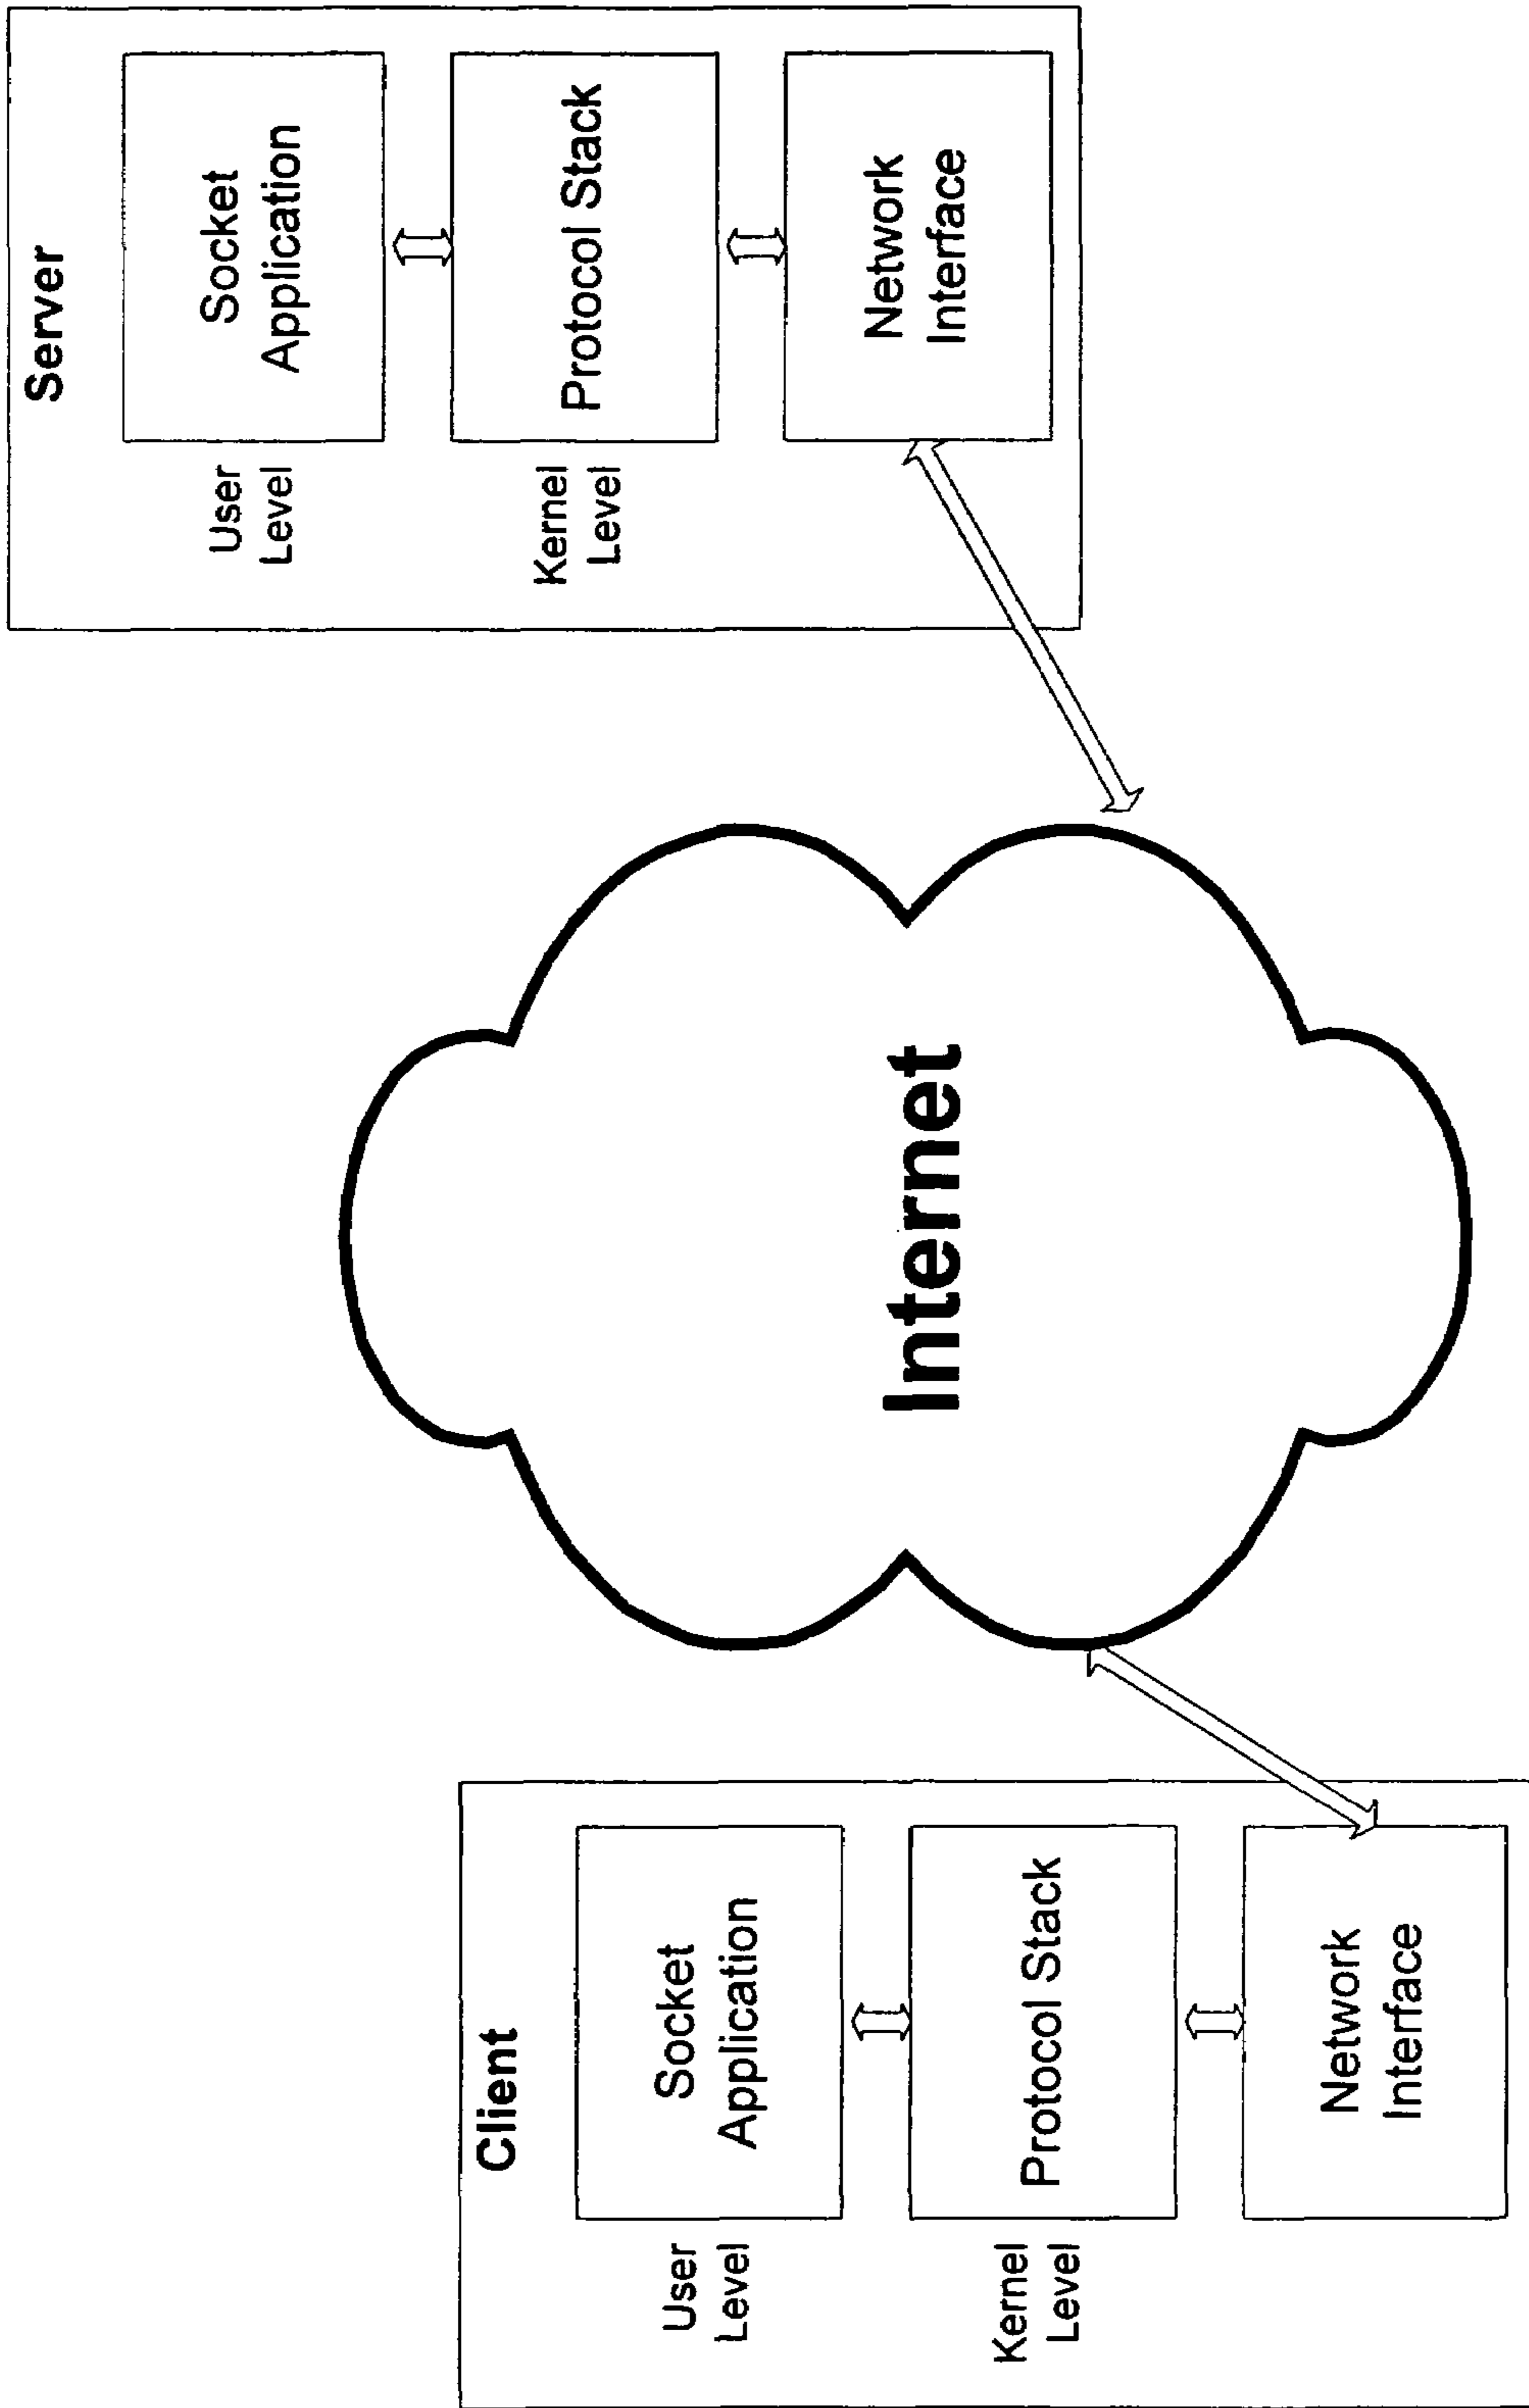 Client
User
Level
Socket
Application
Kernel
Level
Protocol Stack
Network
Interface
Internet
Server
User
Level
Socket
Application
Kernel
Level
Protocol Stack
Network
Interface